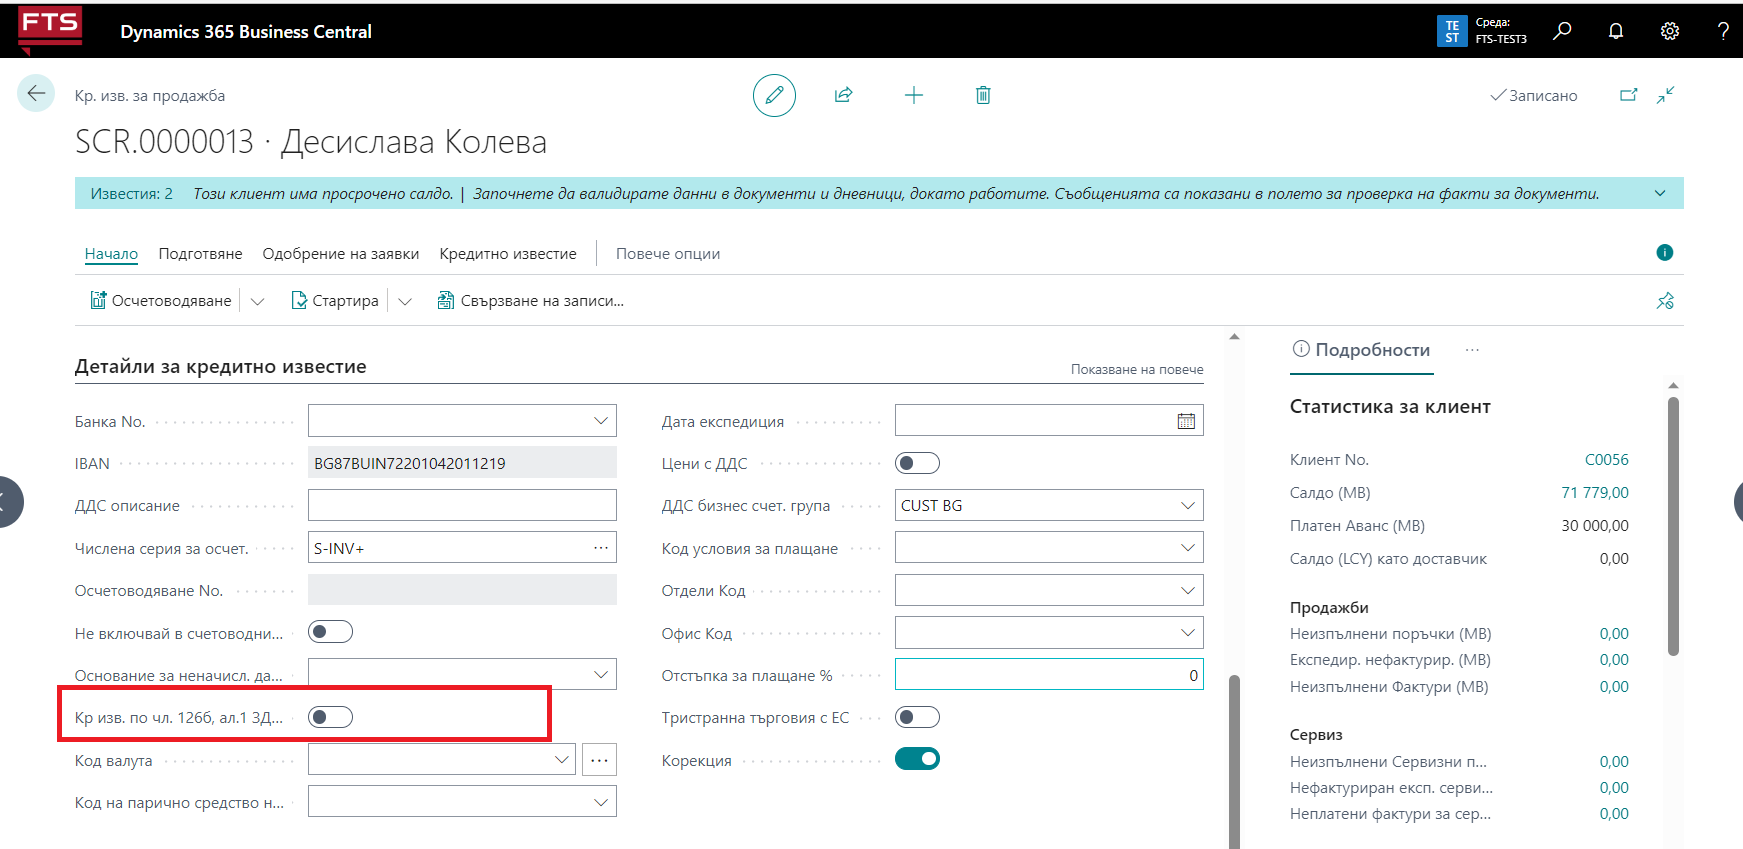 FTS
Dynamics 365 Business Central
TE
ST
Среда:
FTS-TEST3
?
Кр. изв. за продажба
Записано
SCR.0000013 · Десислава Колева
Известия: 2 Този клиент има просрочено салдо. | Започнете да валидирате данни в документи и дневници, докато работите. Съобщенията са показани в полето за проверка на факти за документи.
Начало Подготвяне Одобрение на заявки Кредитно известие Повече опции
Осчетоводяване Стартира Свързване на записи...
Детайли за кредитно известие
Показване на повече
Банка No.
IBAN BG87BUIN72201042011219
ДДС описание
Числена серия за осчет. S-INV+
Осчетоводяване No.
Не включвай в счетоводни...
Основание за неначисл. да...
Кр изв. по чл. 126б, ал.1 ЗД...
Код валута
Код на парично средство н...
Дата експедиция
Цени с ДДС
ДДС бизнес счет. група CUST BG
Код условия за плащане
Отдели Код
Офис Код
Отстъпка за плащане % 0
Тристранна търговия с ЕС
Корекция
Подробности
Статистика за клиент
Клиент No. C0056
Салдо (МВ) 71 779,00
Платен Аванс (МВ) 30 000,00
Салдо (LCY) като доставчик 0,00
Продажби
Неизпълнени поръчки (МВ) 0,00
Експедир. нефактурир. (МВ) 0,00
Неизпълнени Фактури (МВ) 0,00
Сервиз
Неизпълнени Сервизни п... 0,00
Нефактуриран експ. серви... 0,00
Неплатени фактури за сер... 0,00